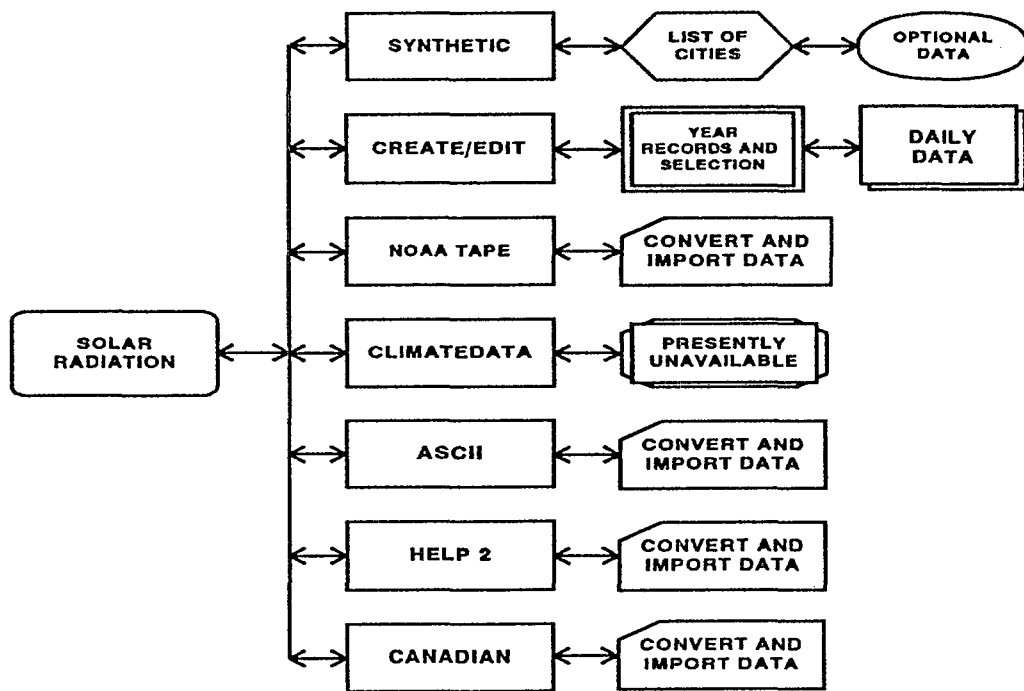 SYNTHETIC
LIST OF
CITIES
OPTIONAL
DATA
CREATE/EDIT
YEAR
RECORDS AND
SELECTION
DAILY
DATA
NOAA TAPE
CONVERT AND
IMPORT DATA
SOLAR
RADIATION
CLIMATEDATA
PRESENTLY
UNAVAILABLE
ASCII
CONVERT AND
IMPORT DATA
HELP 2
CONVERT AND
IMPORT DATA
CANADIAN
CONVERT AND
IMPORT DATA